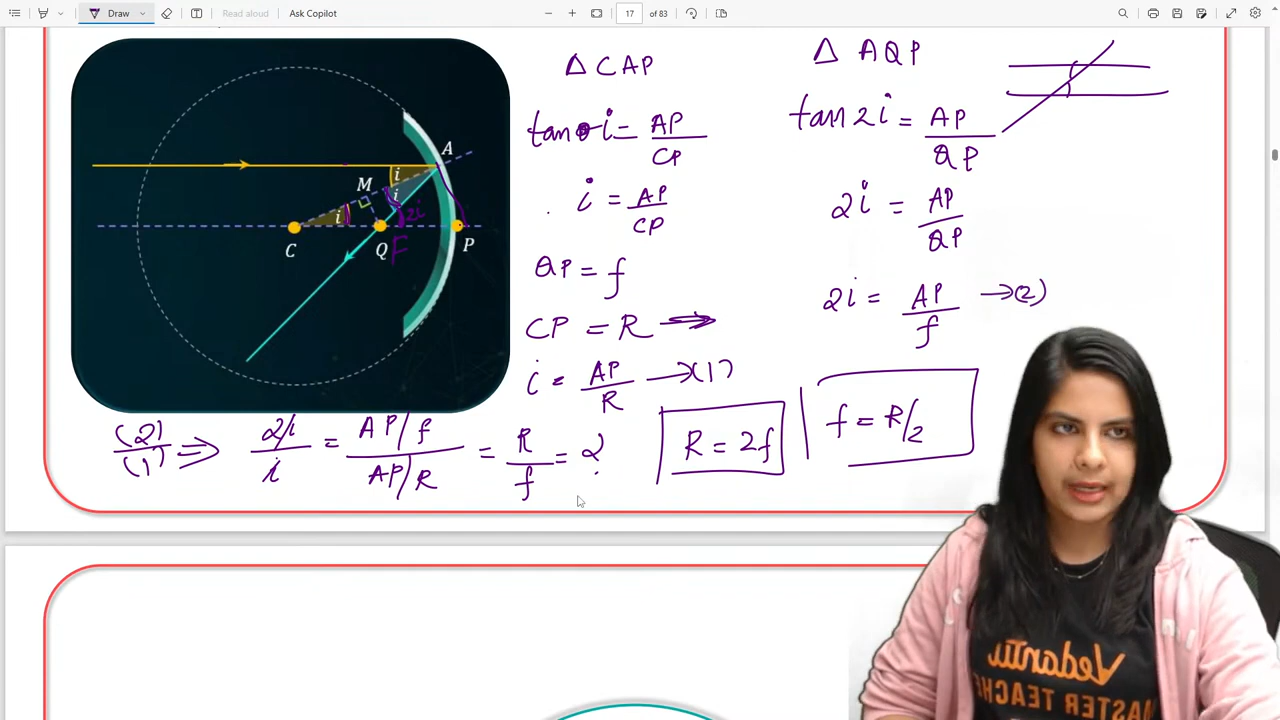 Draw
Read aloud
Ask Copilot
17 of 83
Δ CAP
tan i = AP/CP
i = AP/CP
QP = f
CP = R →
i = AP/R → (1)
Δ AQP
tan 2i = AP/QP
2i = AP/QP
2i = AP/f → (2)
A
M
i
i
i
2i
C
Q
F
P
(2)/(1) ⇒ 2i/i = AP/f / AP/R = R/f = 2
R = 2f
f = R/2
Vedantu
MASTER TEACHE